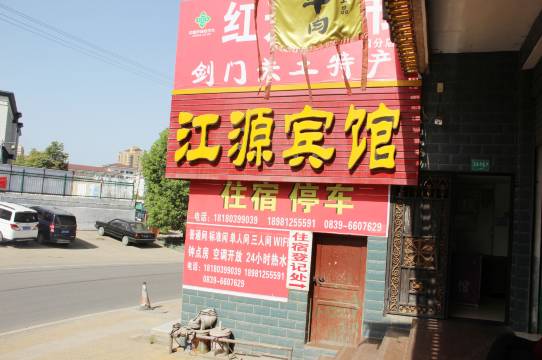 红
剑门关土特产
江源宾馆
住宿 停车
电话：18180399039 18981255591 0839-6607629
普通间 标准间 单人间 三人间 WIFI
钟点房 空调开放 24小时热水
电话：18180399039 18981255591
0839-6607629
住宿登记处